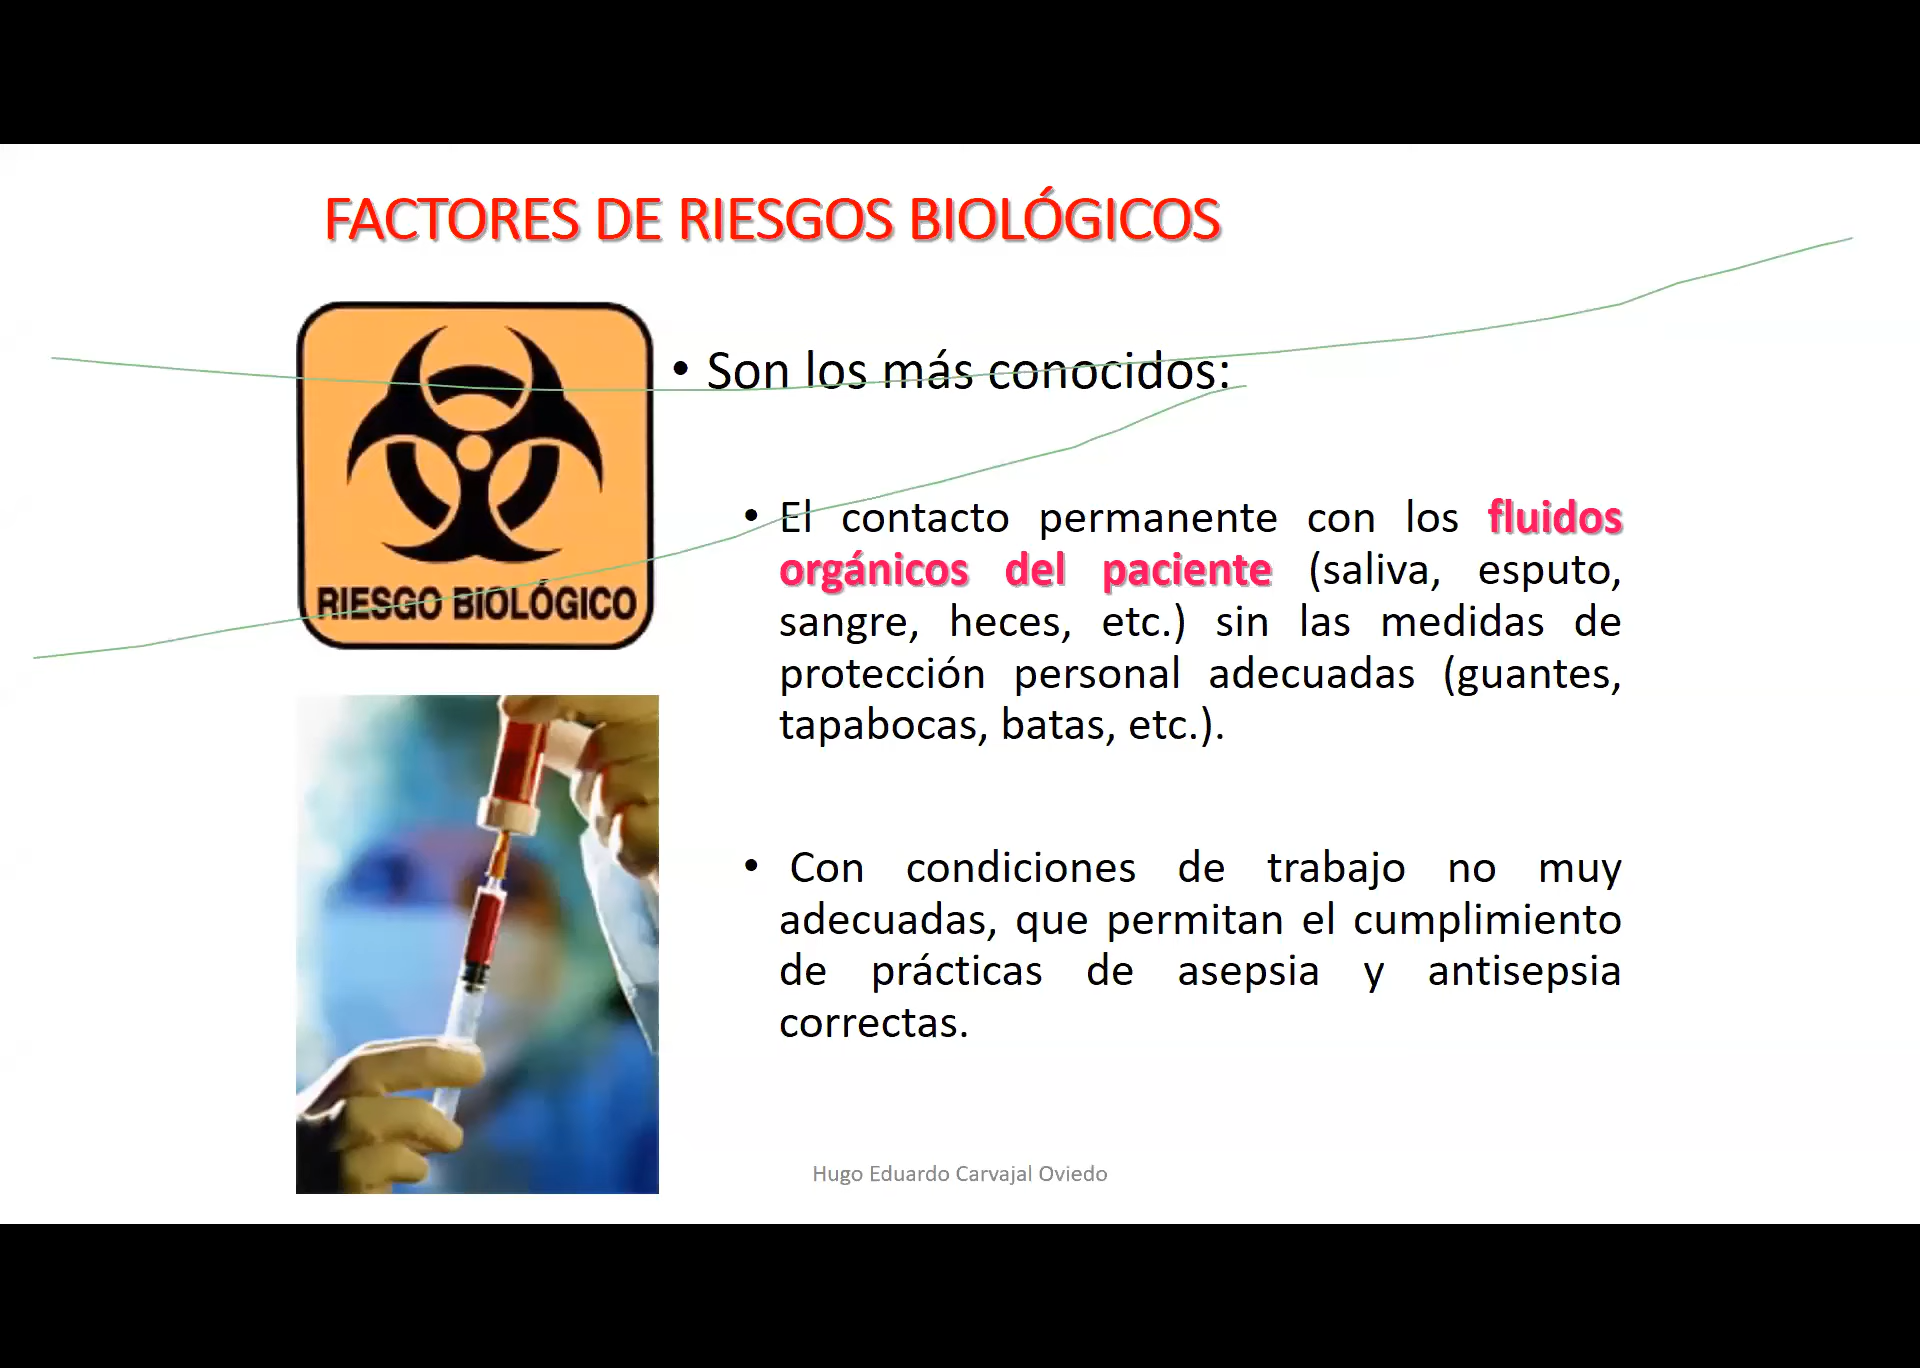 FACTORES DE RIESGOS BIOLÓGICOS
RIESGO BIOLÓGICO
• Son los más conocidos:
• El contacto permanente con los fluidos
orgánicos del paciente (saliva, esputo,
sangre, heces, etc.) sin las medidas de
protección personal adecuadas (guantes,
tapabocas, batas, etc.).
• Con condiciones de trabajo no muy
adecuadas, que permitan el cumplimiento
de prácticas de asepsia y antisepsia
correctas.
Hugo Eduardo Carvajal Oviedo